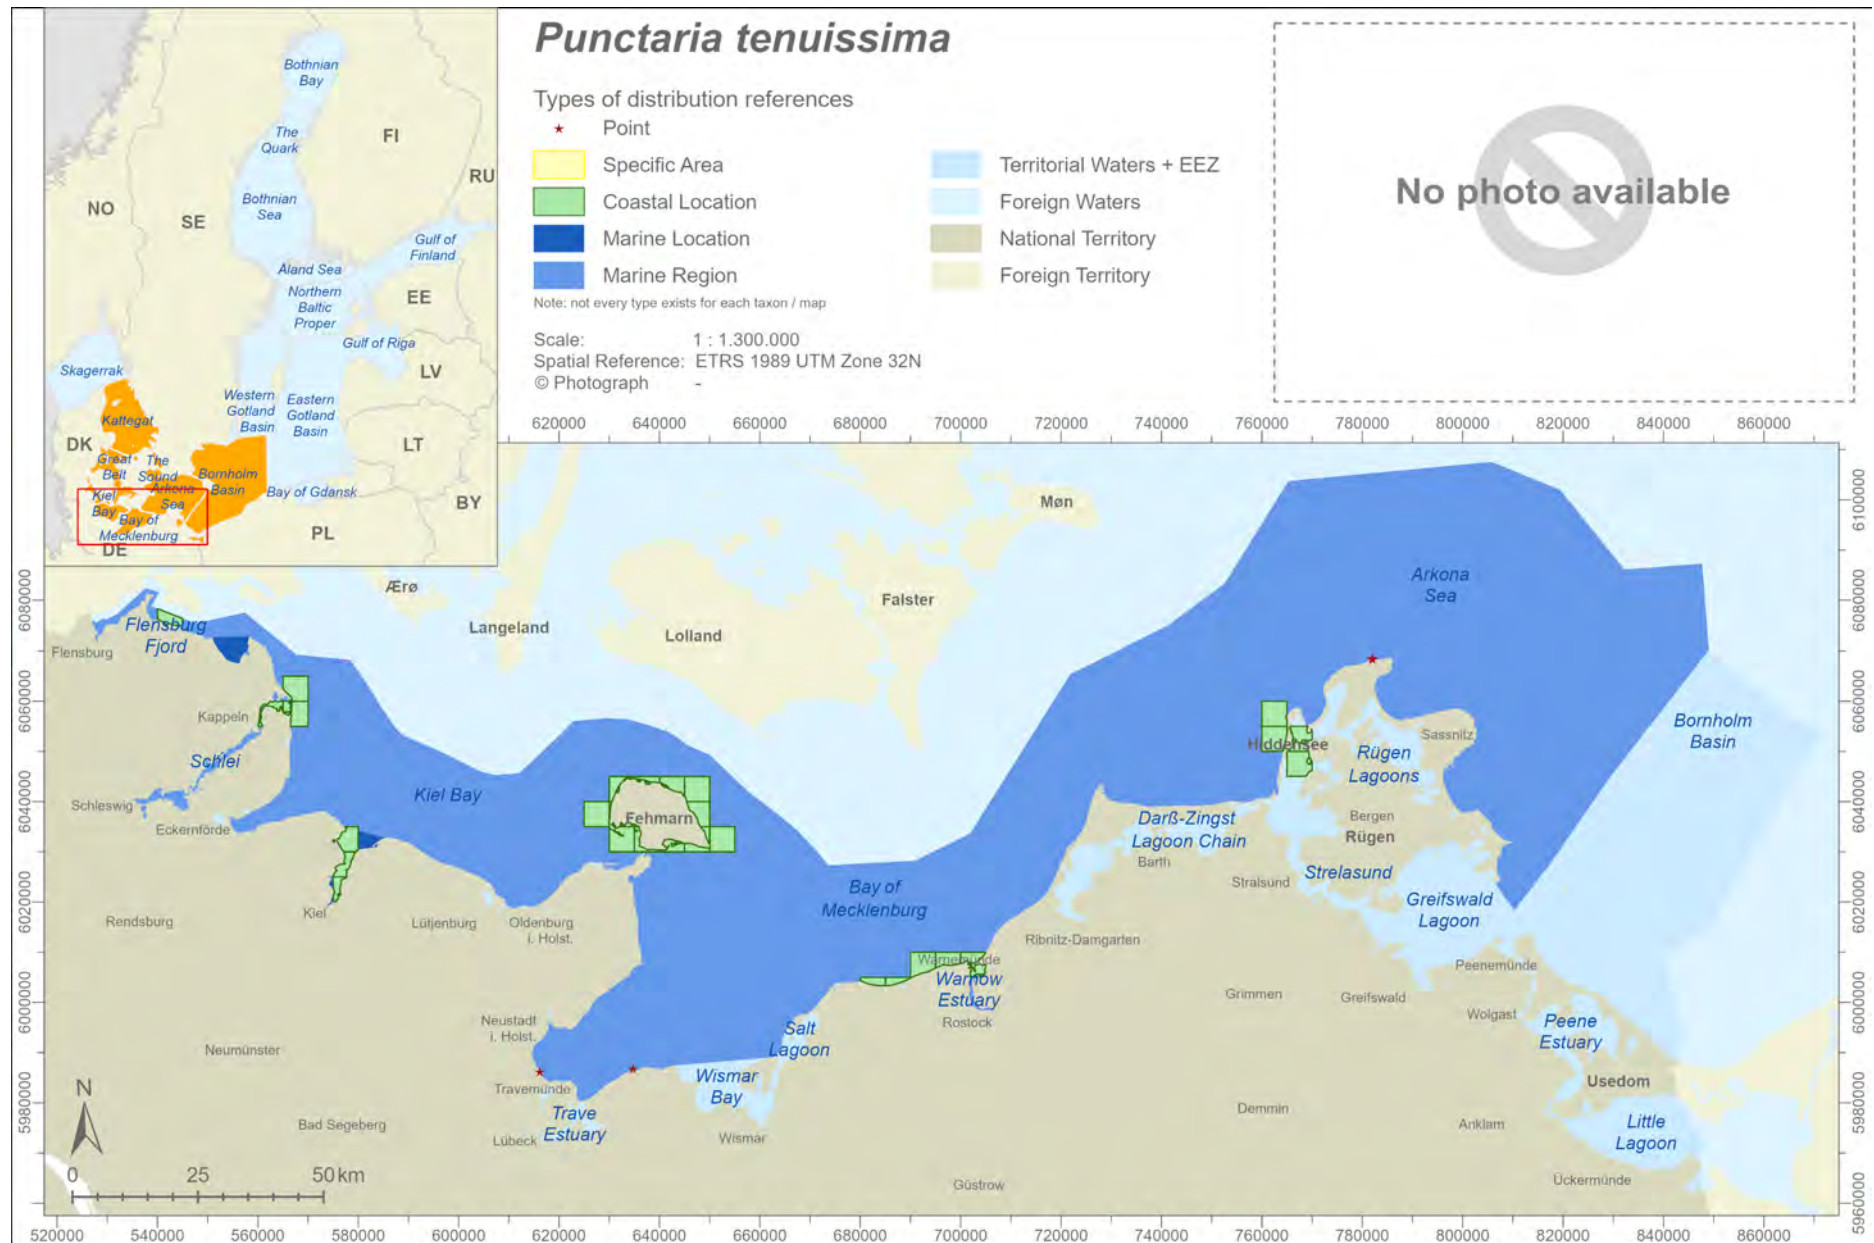 Punctaria tenuissima
Types of distribution references
Point
Specific Area
Coastal Location
Marine Location
Marine Region
Territorial Waters + EEZ
Foreign Waters
National Territory
Foreign Territory
Note: not every type exists for each taxon / map
Scale: 1 : 1.300.000
Spatial Reference: ETRS 1989 UTM Zone 32N
© Photograph -
No photo available
Bothnian
Bay
The
Quark
FI
RU
NO
SE
Bothnian
Sea
Gulf of
Finland
Åland Sea
Northern
Baltic
Proper
EE
Gulf of Riga
LV
Skagerrak
Western
Gotland
Basin
Eastern
Gotland
Basin
Kattegat
DK
LT
Great
Belt
The
Sound
Bornholm
Basin
Arkona
Sea
Kiel
Bay
Bay of Gdansk
BY
Bay of
Mecklenburg
PL
DE
620000 640000 660000 680000 700000 720000 740000 760000 780000 800000 820000 840000 860000
6100000
6080000
6060000
6040000
6020000
6000000
5980000
5960000
6080000
6060000
6040000
6020000
6000000
5980000
Møn
Ærø
Langeland
Lolland
Falster
Arkona
Sea
Flensburg
Fjord
Flensburg
Kappeln
Schlei
Schleswig
Eckernförde
Kiel Bay
Fehmarn
Hiddensee
Sassnitz
Rügen
Lagoons
Bornholm
Basin
Bergen
Rügen
Darß-Zingst
Lagoon Chain
Barth
Stralsund
Strelasund
Greifswald
Lagoon
Bay of
Mecklenburg
Rendsburg
Kiel
Lütjenburg
Oldenburg
i. Holst.
Ribnitz-Damgarten
Warnemünde
Warnow
Estuary
Rostock
Peenemünde
Grimmen
Greifswald
Wolgast
Peene
Estuary
Usedom
Neustadt
i. Holst.
Salt
Lagoon
Neumünster
Wismar
Bay
Travemünde
Trave
Estuary
Lübeck
Wismar
Bad Segeberg
Demmin
Anklam
Little
Lagoon
Güstrow
Ückermünde
N
0 25 50 km
520000 540000 560000 580000 600000 620000 640000 660000 680000 700000 720000 740000 760000 780000 800000 820000 840000 860000